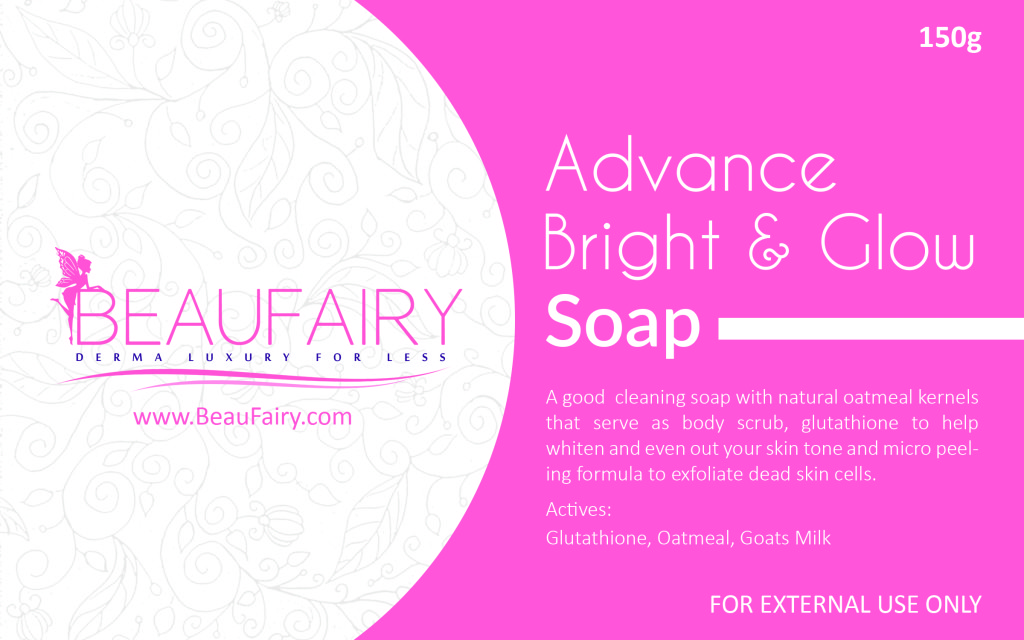 BEAUFAIRY
DERMA LUXURY FOR LESS
www.BeauFairy.com
150g
Advance
Bright & Glow
Soap
A good cleaning soap with natural oatmeal kernels
that serve as body scrub, glutathione to help
whiten and even out your skin tone and micro peel-
ing formula to exfoliate dead skin cells.
Actives:
Glutathione, Oatmeal, Goats Milk
FOR EXTERNAL USE ONLY